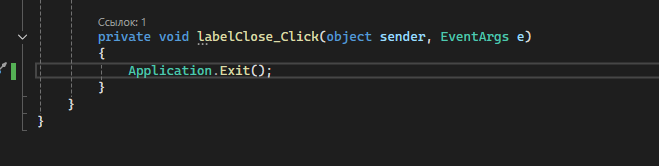 Ссылок: 1
private void labelClose_Click(object sender, EventArgs e)
{
Application.Exit();
}
}
}